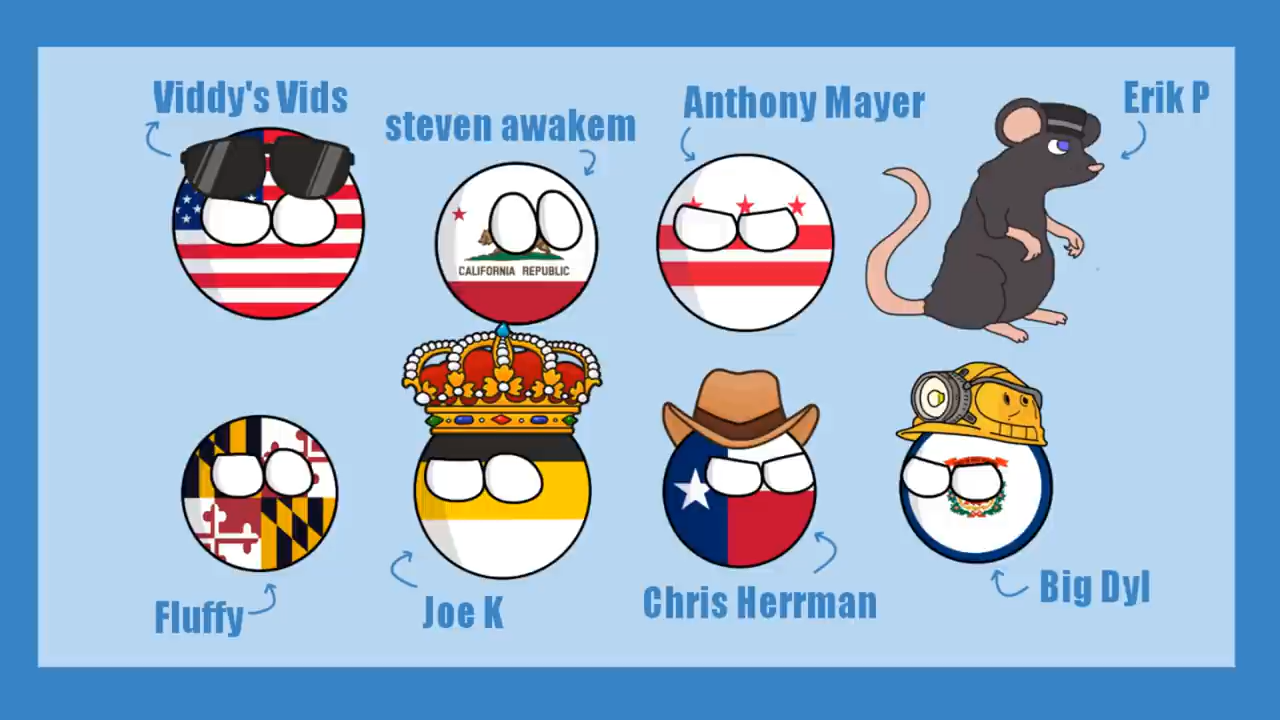 Viddy's Vids
steven awakem
Anthony Mayer
Erik P
CALIFORNIA REPUBLIC
Fluffy
Joe K
Chris Herrman
Big Dyl